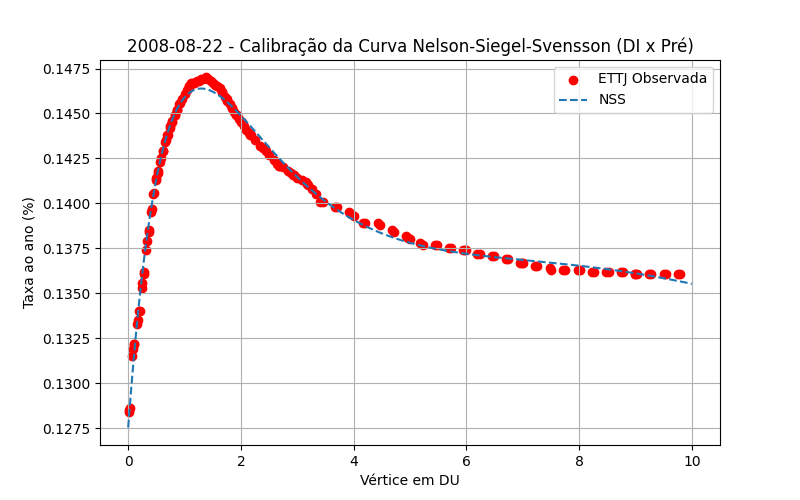 2008-08-22 - Calibração da Curva Nelson-Siegel-Svensson (DI x Pré)
ETTJ Observada
NSS
Taxa ao ano (%)
0.1475
0.1450
0.1425
0.1400
0.1375
0.1350
0.1325
0.1300
0.1275
0 2 4 6 8 10
Vértice em DU